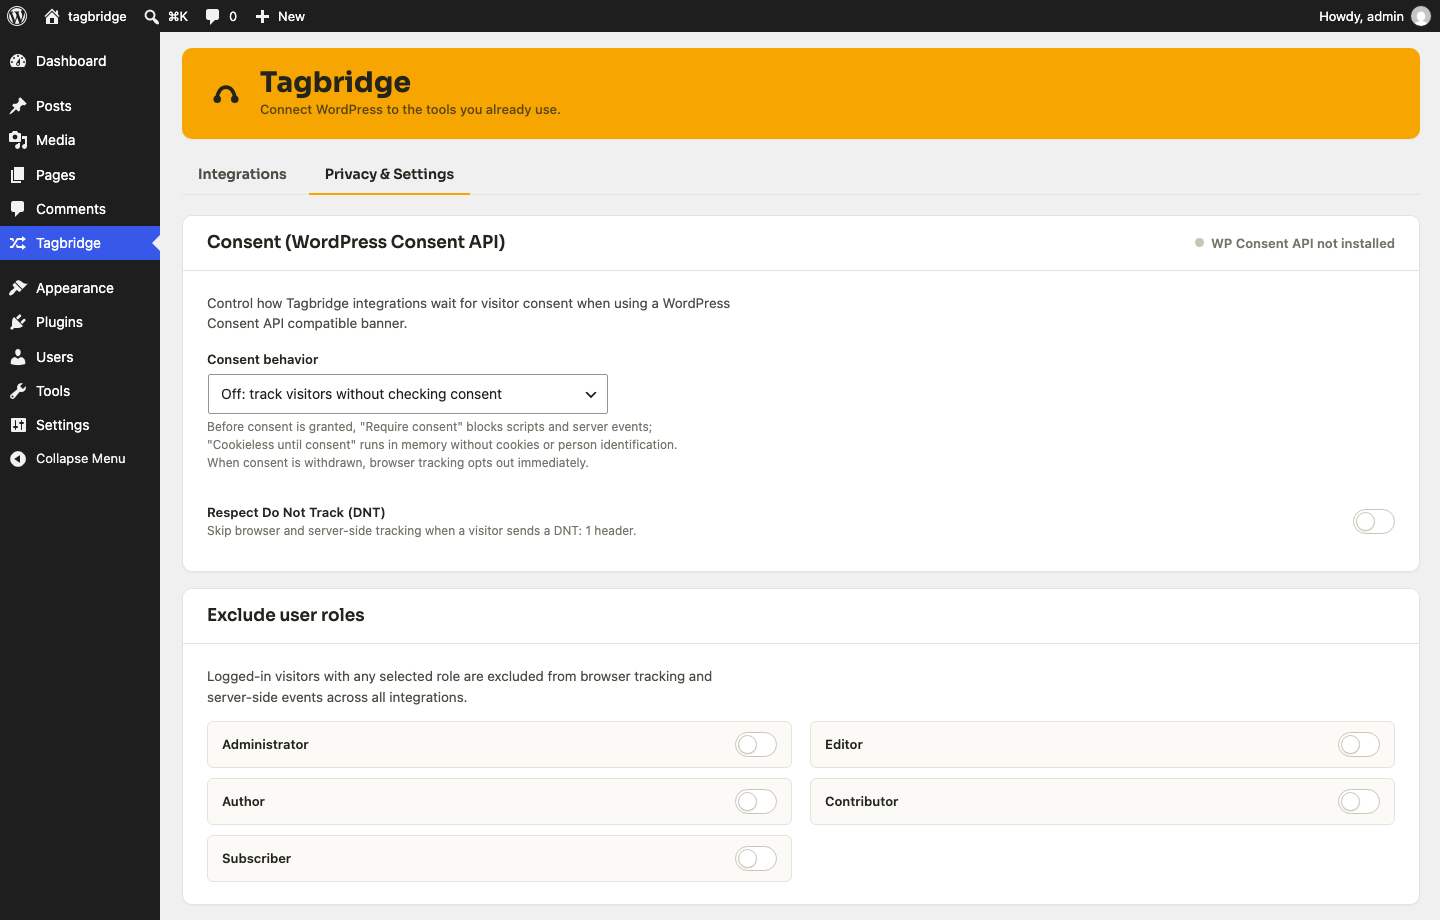 tagbridge
⌘K
0
New
Howdy, admin
Dashboard
Posts
Media
Pages
Comments
Tagbridge
Appearance
Plugins
Users
Tools
Settings
Collapse Menu
Tagbridge
Connect WordPress to the tools you already use.
Integrations
Privacy & Settings
Consent (WordPress Consent API)
WP Consent API not installed
Control how Tagbridge integrations wait for visitor consent when using a WordPress
Consent API compatible banner.
Consent behavior
Off: track visitors without checking consent
Before consent is granted, "Require consent" blocks scripts and server events;
"Cookieless until consent" runs in memory without cookies or person identification.
When consent is withdrawn, browser tracking opts out immediately.
Respect Do Not Track (DNT)
Skip browser and server-side tracking when a visitor sends a DNT: 1 header.
Exclude user roles
Logged-in visitors with any selected role are excluded from browser tracking and
server-side events across all integrations.
Administrator
Editor
Author
Contributor
Subscriber